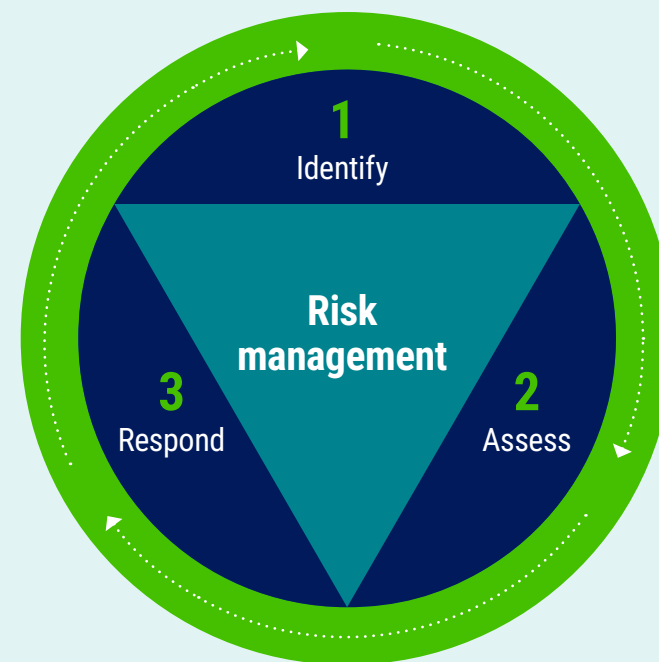 1
Identify
Risk
management
2
Assess
3
Respond